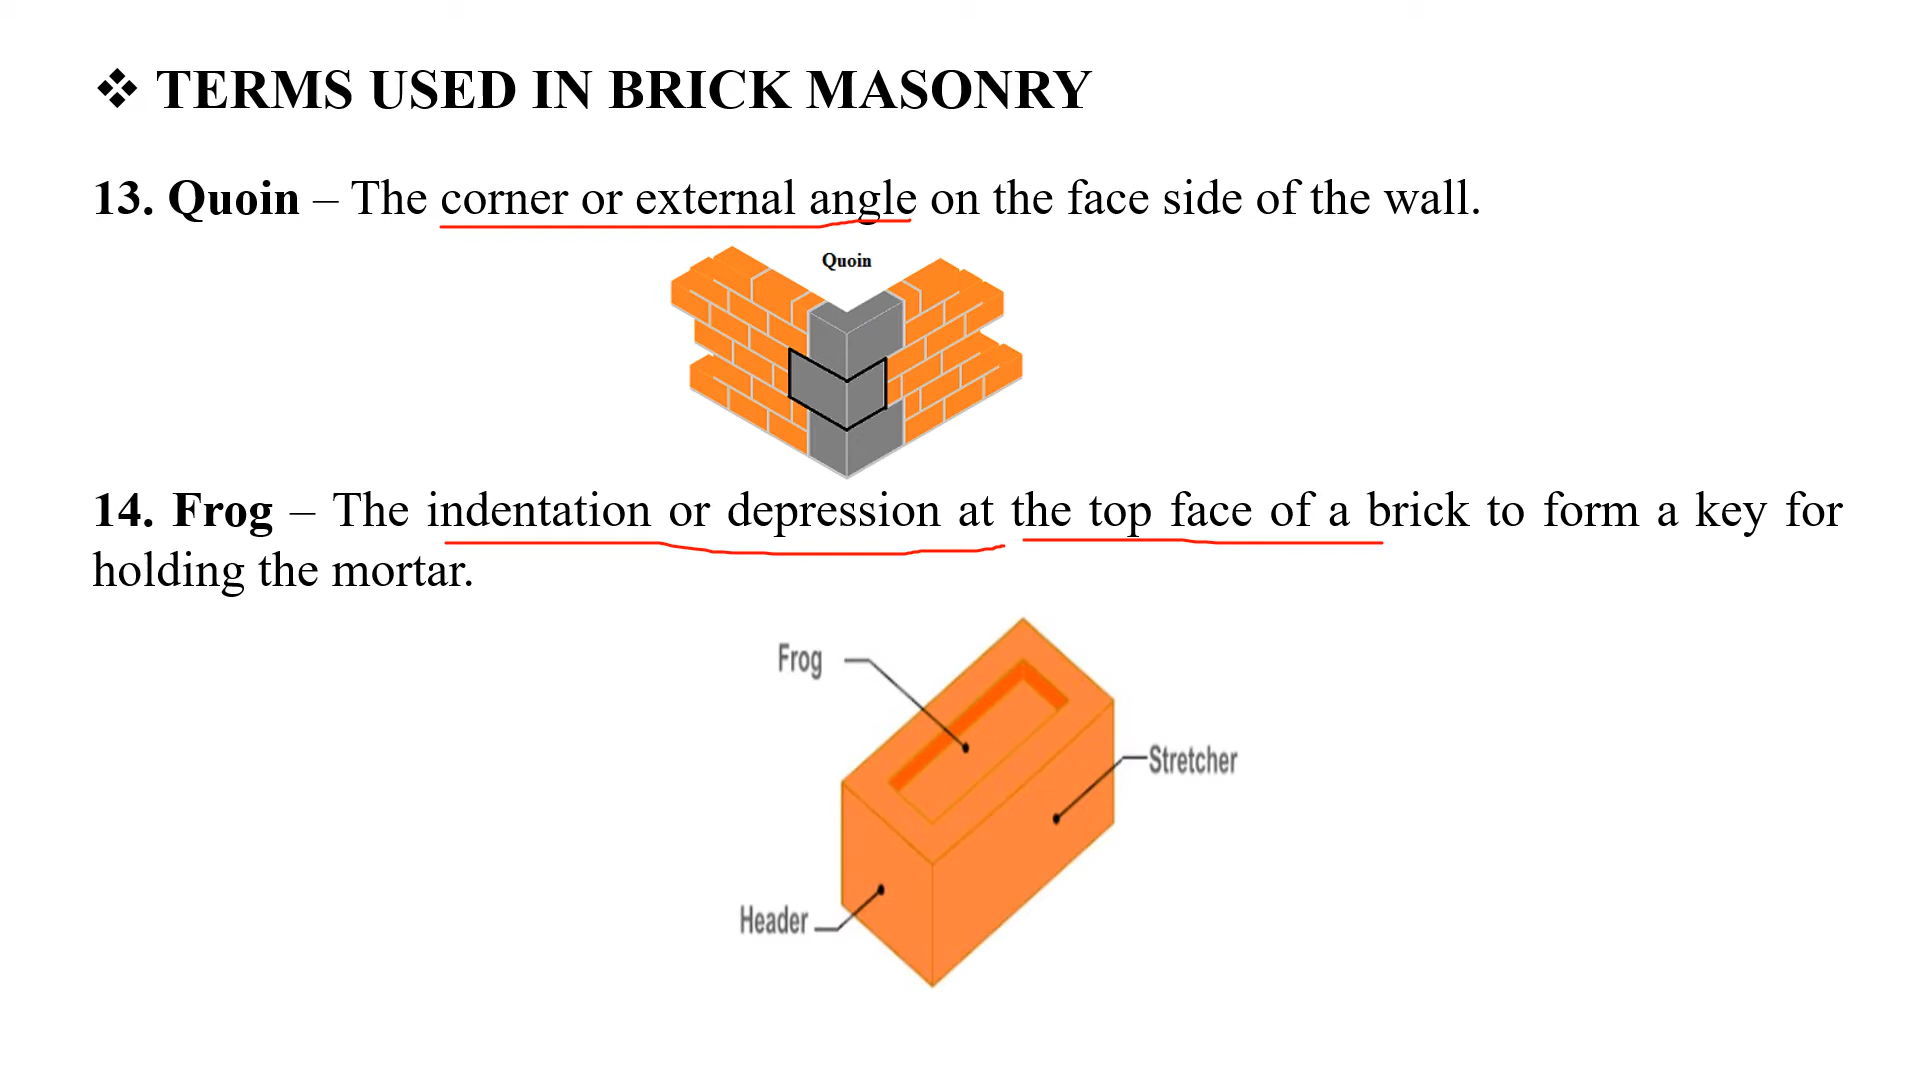 ❖ TERMS USED IN BRICK MASONRY
13. Quoin – The corner or external angle on the face side of the wall.
Quoin
14. Frog – The indentation or depression at the top face of a brick to form a key for
holding the mortar.
Frog
Stretcher
Header